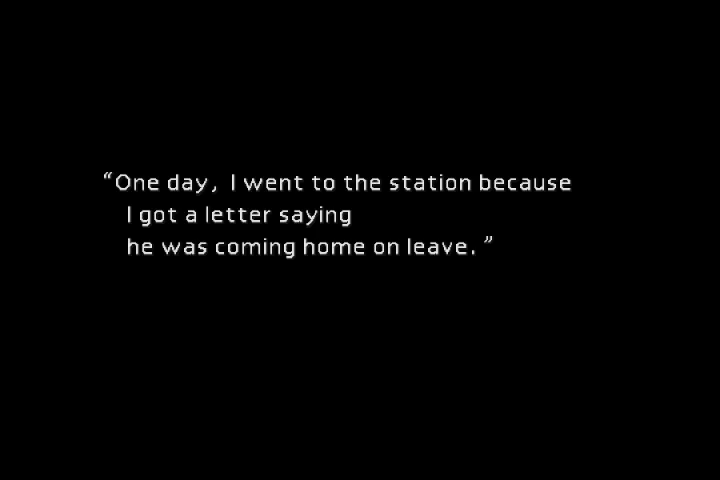 “One day, I went to the station because
I got a letter saying
he was coming home on leave.”